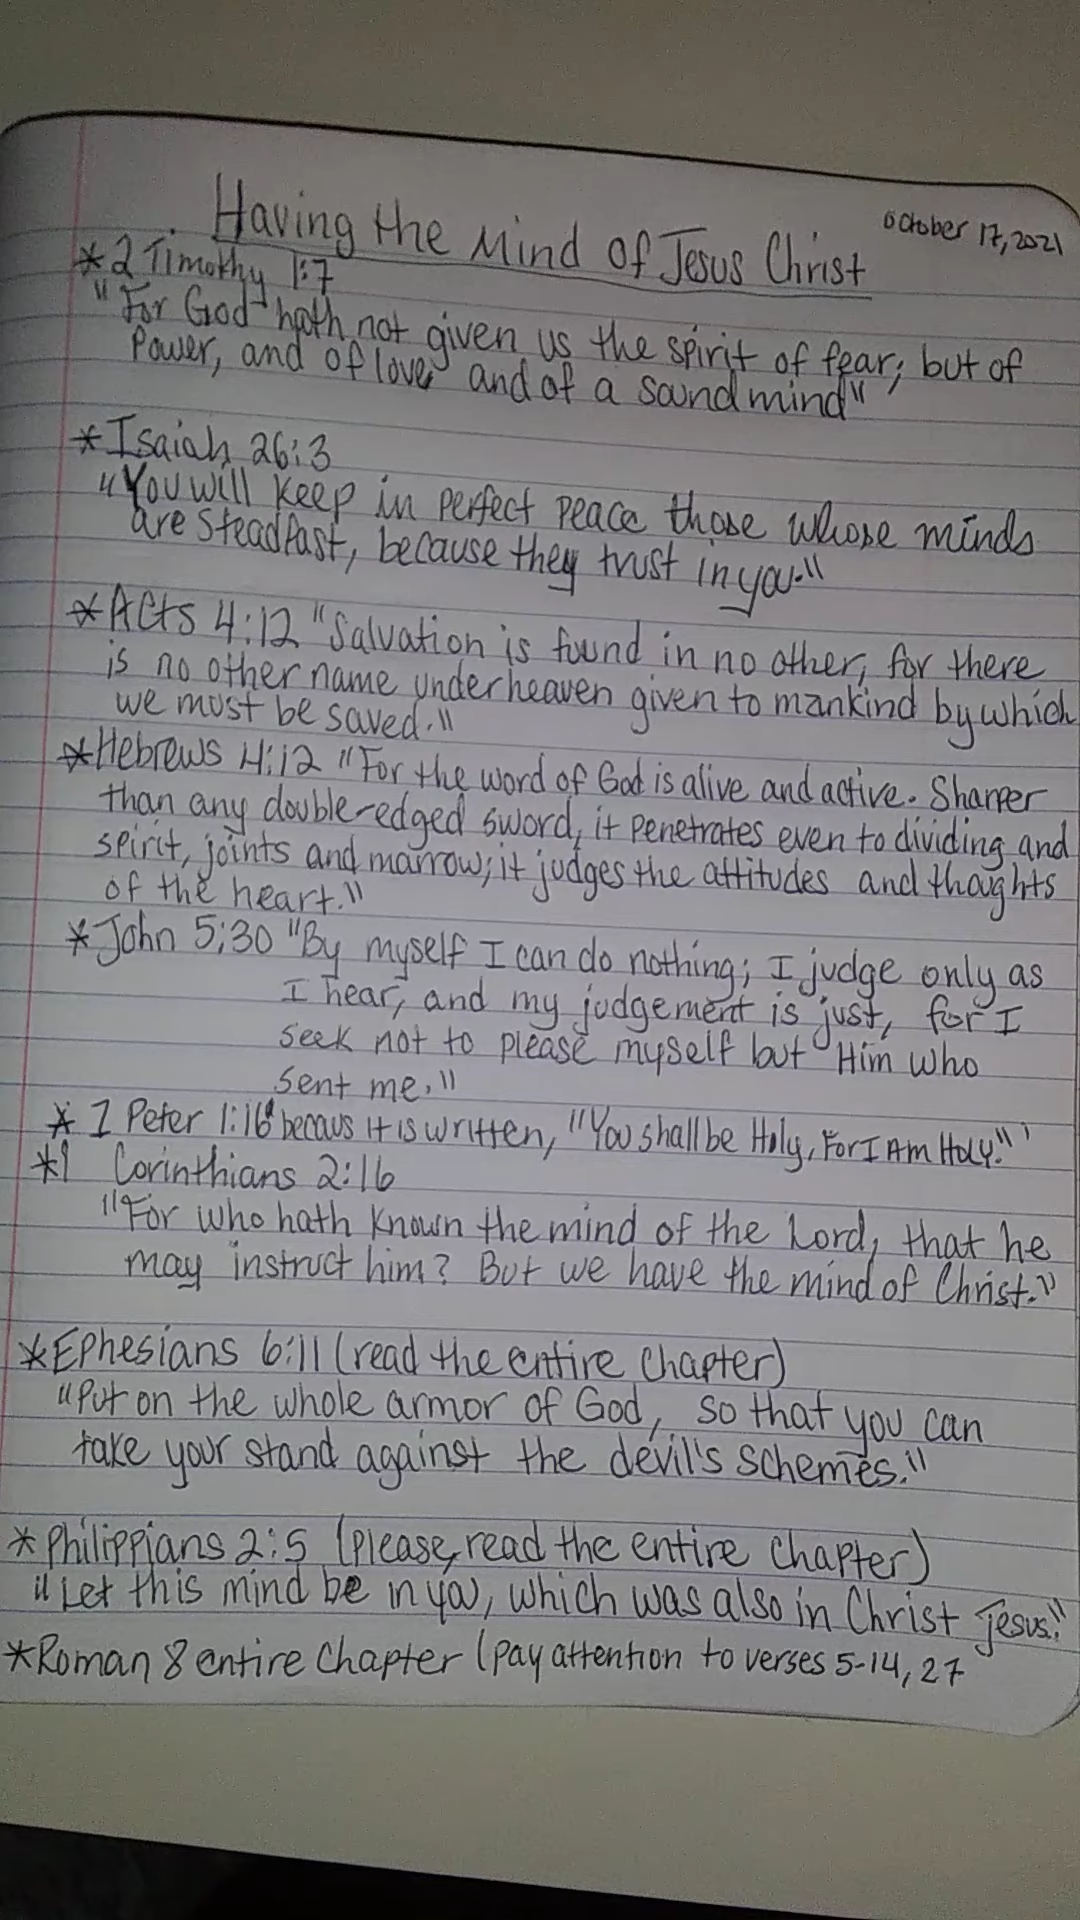 Having the Mind of Jesus Christ
October 17, 2021
*2 Timothy 1:7
"For God hath not given us the spirit of fear; but of
Power, and of love, and of a sound mind"
*Isaiah 26:3
"You will keep in perfect peace those whose minds
are steadfast, because they trust in you."
*Acts 4:12 "Salvation is found in no other, for there
is no other name under heaven given to mankind by which
we must be saved."
*Hebrews 4:12 "For the word of God is alive and active. Sharper
than any double-edged sword, it penetrates even to dividing and
spirit, joints and marrow; it judges the attitudes and thoughts
of the heart."
*John 5:30 "By myself I can do nothing; I judge only as
I hear, and my judgement is just, for I
seek not to please myself but Him who
sent me."
*I Peter 1:16 becaus it is written, "You shall be Holy, For I Am Holy."'
*1 Corinthians 2:16
"For who hath known the mind of the Lord, that he
may instruct him? But we have the mind of Christ."
*Ephesians 6:11 (read the entire chapter)
"Put on the whole armor of God, so that you can
take your stand against the devil's schemes."
*Philippians 2:5 (please, read the entire chapter)
"Let this mind be in you, which was also in Christ Jesus."
*Roman 8 entire Chapter (pay attention to verses 5-14, 27